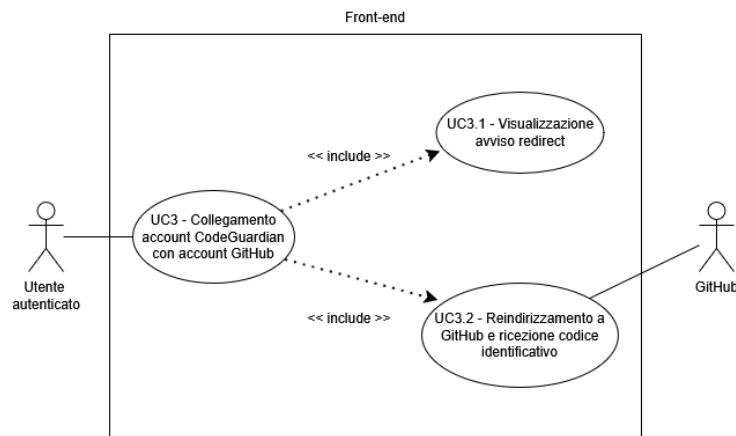 Front-end
UC3.1 - Visualizzazione
avviso redirect
<< include >>
UC3 - Collegamento
account CodeGuardian
con account GitHub
Utente
autenticato
GitHub
<< include >>
UC3.2 - Reindirizzamento a
GitHub e ricezione codice
identificativo